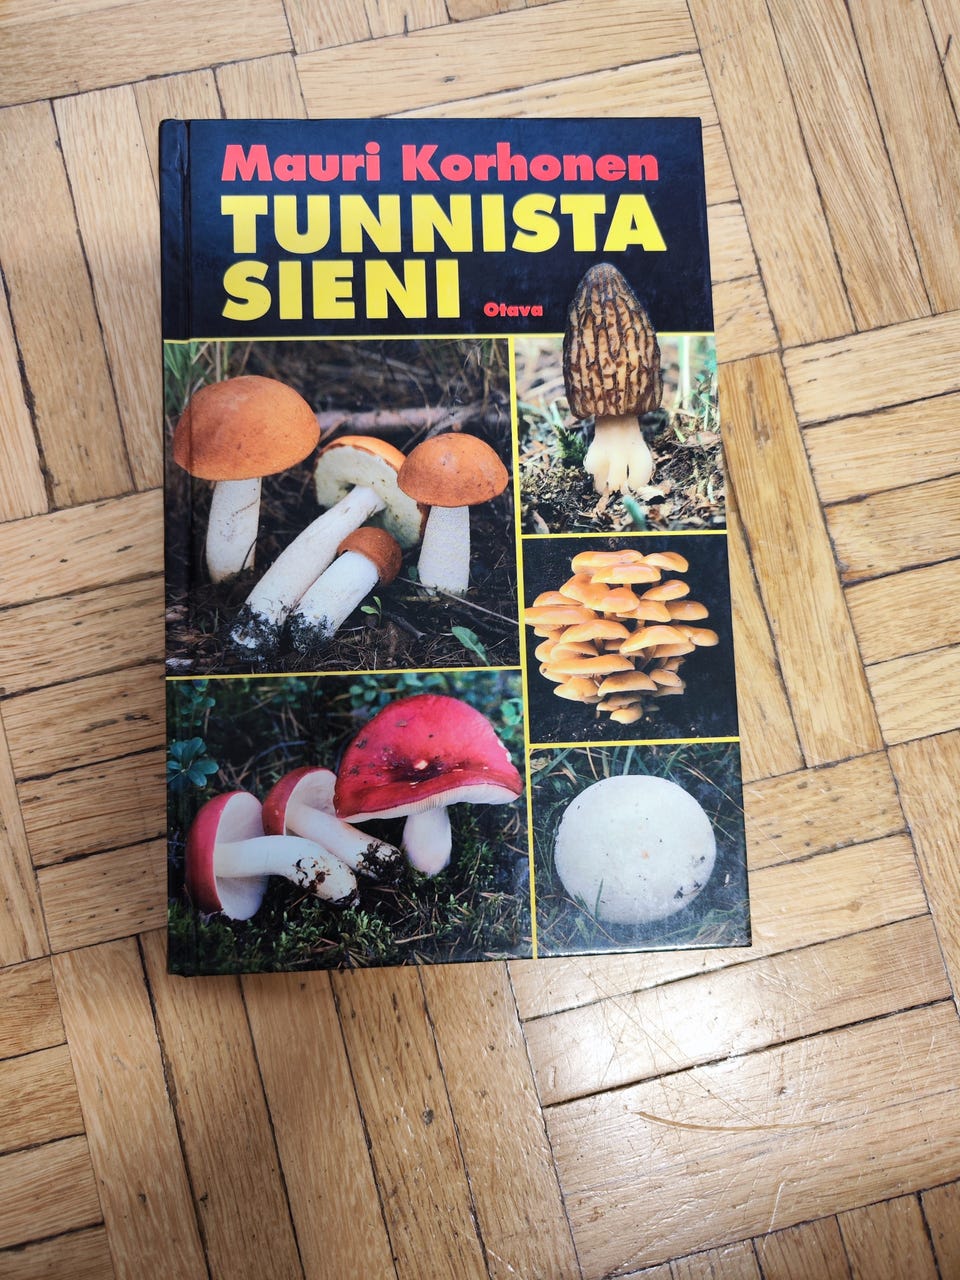 Mauri Korhonen
TUNNISTA
SIENI
Otava